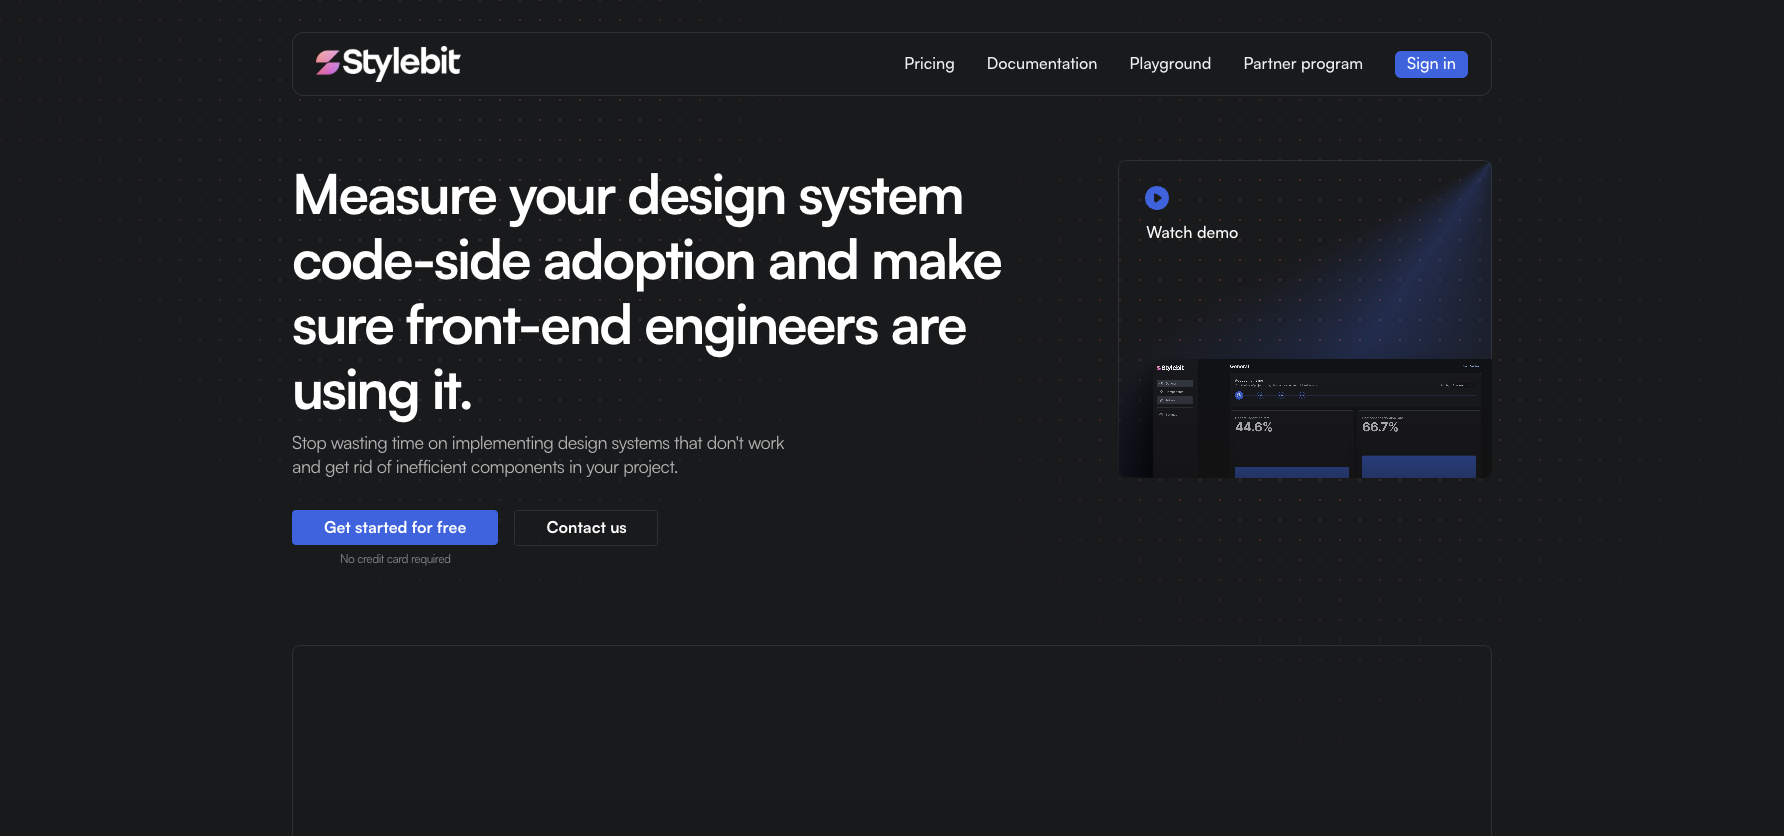 Stylebit
Pricing
Documentation
Playground
Partner program
Sign in
Measure your design system
code-side adoption and make
sure front-end engineers are
using it.
Stop wasting time on implementing design systems that don't work
and get rid of inefficient components in your project.
Get started for free
Contact us
No credit card required
Watch demo
Stylebit
General
44.6%
66.7%